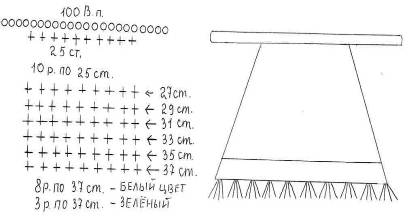 100 В.п.
25 ст.
10 р. по 25 ст.
← 27 ст.
← 29 ст.
← 31 ст.
← 33 ст.
← 35 ст.
← 37 ст.
8 р. по 37 ст. – БЕЛЫЙ ЦВЕТ
3 р. по 37 ст. – ЗЕЛЁНЫЙ